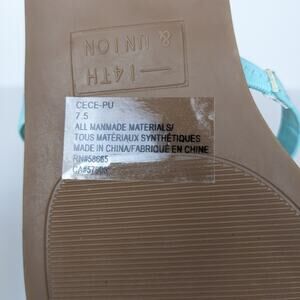 14TH
& UNION
CECE-PU
7.5
ALL MANMADE MATERIALS/
TOUS MATÉRIAUX SYNTHÉTIQUES
MADE IN CHINA/FABRIQUÉ EN CHINE
RN#58665